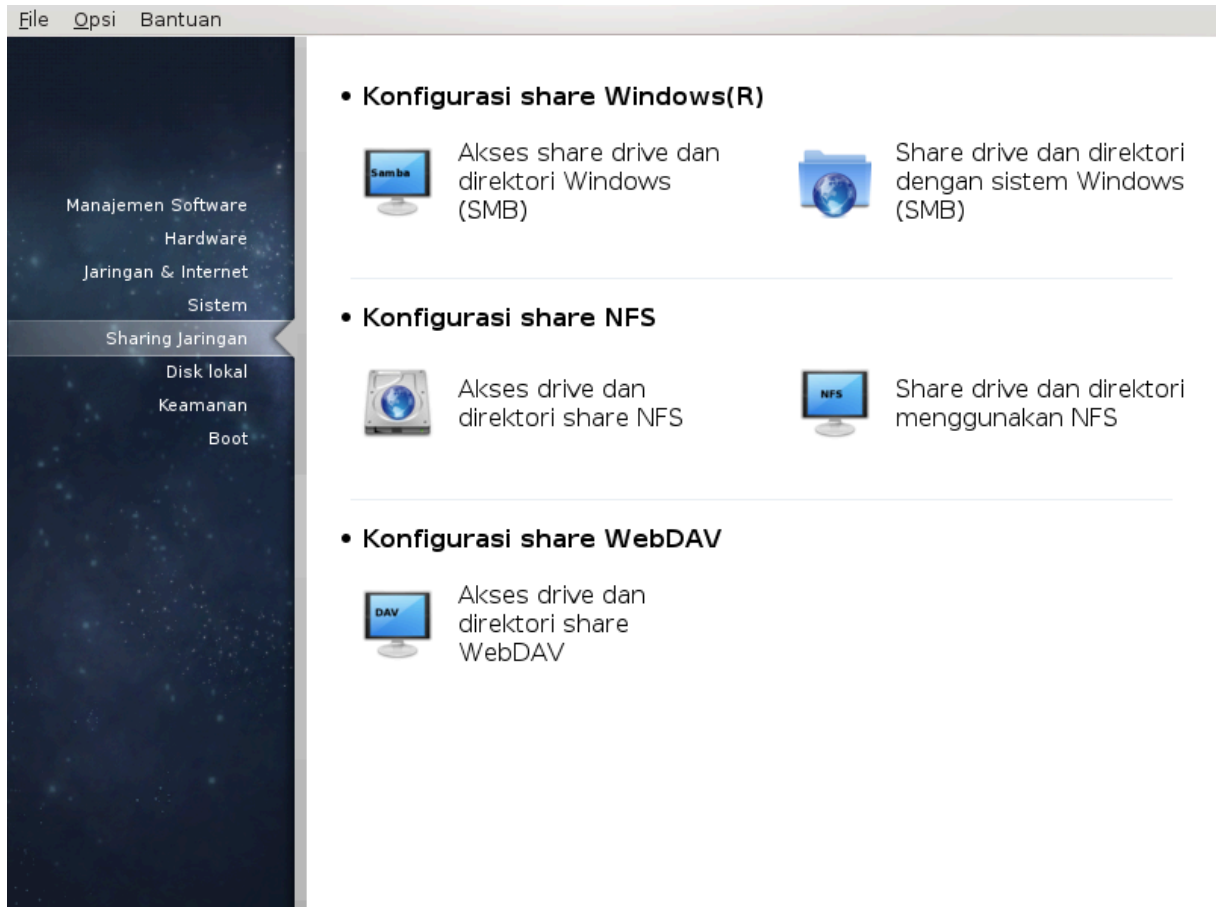 File Opsi Bantuan
Manajemen Software
Hardware
Jaringan & Internet
Sistem
Sharing Jaringan
Disk lokal
Keamanan
Boot
• Konfigurasi share Windows(R)
Samba
Akses share drive dan
direktori Windows
(SMB)
Share drive dan direktori
dengan sistem Windows
(SMB)
• Konfigurasi share NFS
Akses drive dan
direktori share NFS
NFS
Share drive dan direktori
menggunakan NFS
• Konfigurasi share WebDAV
DAV
Akses drive dan
direktori share
WebDAV